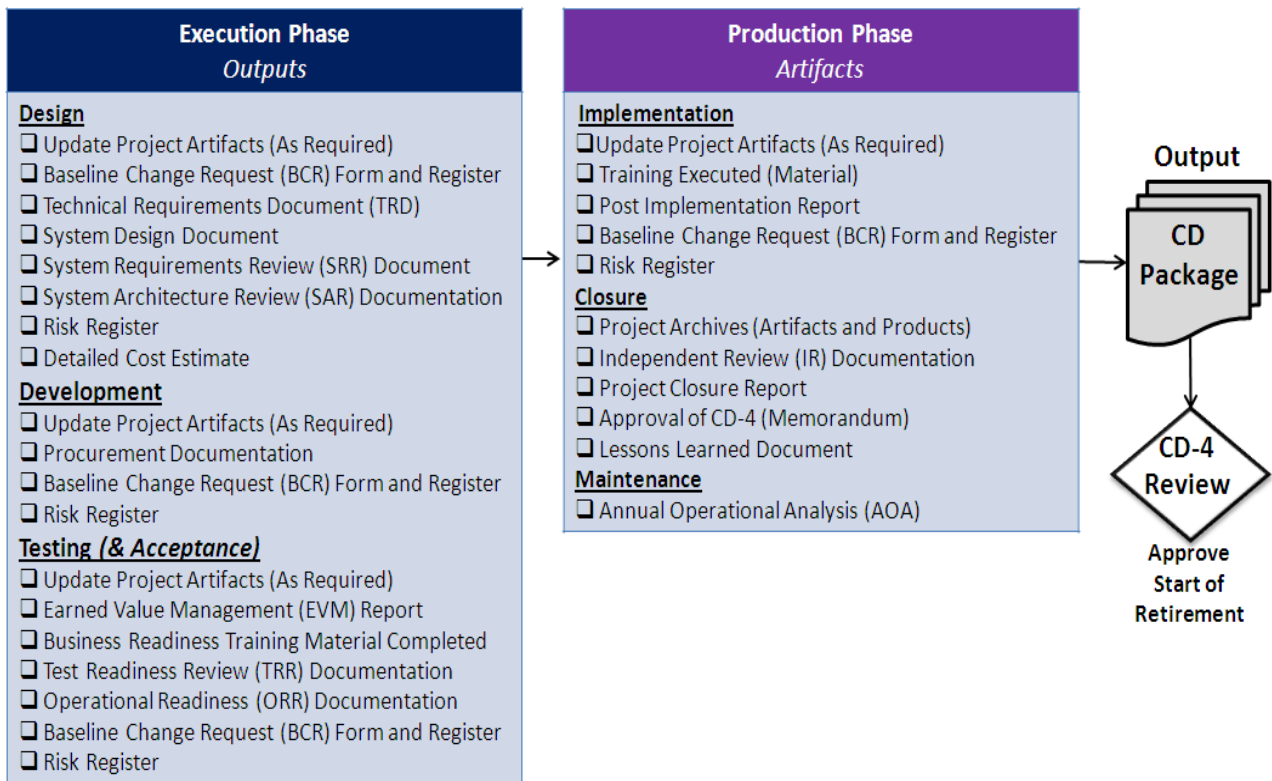 Execution Phase
Outputs
Design
Update Project Artifacts (As Required)
Baseline Change Request (BCR) Form and Register
Technical Requirements Document (TRD)
System Design Document
System Requirements Review (SRR) Document
System Architecture Review (SAR) Documentation
Risk Register
Detailed Cost Estimate
Development
Update Project Artifacts (As Required)
Procurement Documentation
Baseline Change Request (BCR) Form and Register
Risk Register
Testing (& Acceptance)
Update Project Artifacts (As Required)
Earned Value Management (EVM) Report
Business Readiness Training Material Completed
Test Readiness Review (TRR) Documentation
Operational Readiness (ORR) Documentation
Baseline Change Request (BCR) Form and Register
Risk Register
Production Phase
Artifacts
Implementation
Update Project Artifacts (As Required)
Training Executed (Material)
Post Implementation Report
Baseline Change Request (BCR) Form and Register
Risk Register
Closure
Project Archives (Artifacts and Products)
Independent Review (IR) Documentation
Project Closure Report
Approval of CD-4 (Memorandum)
Lessons Learned Document
Maintenance
Annual Operational Analysis (AOA)
Output
CD
Package
CD-4
Review
Approve
Start of
Retirement